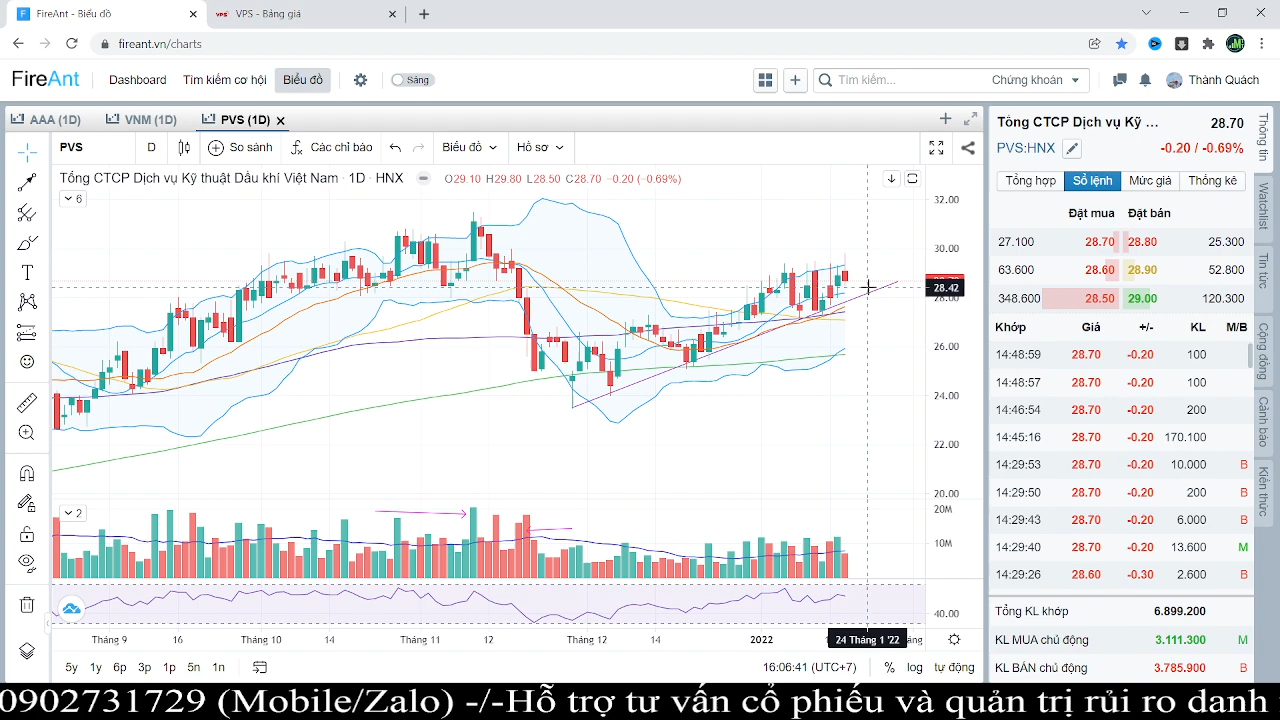 FireAnt - Biểu đồ
VPS - Bảng giá
fireant.vn/charts
FireAnt
Dashboard
Tìm kiếm cơ hội
Biểu đồ
Sáng
Tìm kiếm...
Chứng khoán
Thành Quách
AAA (1D)
VNM (1D)
PVS (1D)
PVS
D
So sánh
Các chỉ báo
Biểu đồ
Hồ sơ
Tổng CTCP Dịch vụ Kỹ thuật Dầu khí Việt Nam · 1D · HNX
O29.10 H29.80 L28.50 C28.70 −0.20 (−0.69%)
6
32.00
30.00
28.42
28.00
26.00
24.00
22.00
20.00
2
20M
10M
40.00
Tháng 9
16
Tháng 10
14
Tháng 11
12
Tháng 12
14
2022
24 Tháng 1 '22
5y
1y
6p
3p
1p
5n
1n
16:06:41 (UTC+7)
%
log
tự động
Tổng CTCP Dịch vụ Kỹ ...
28.70
PVS:HNX
-0.20 / -0.69%
Tổng hợp
Sổ lệnh
Mức giá
Thống kê
Đặt mua Đặt bán
27.100 28.70 28.80 25.300
63.600 28.60 28.90 52.800
348.600 28.50 29.00 120.300
Khớp Giá +/- KL M/B
14:48:57 28.70 -0.20 100
14:48:57 28.70 -0.20 100
14:46:54 28.70 -0.20 200
14:45:16 28.70 -0.20 170.100
14:29:53 28.70 -0.20 10.000 B
14:29:50 28.70 -0.20 200 B
14:29:43 28.70 -0.20 6.000 B
14:29:40 28.70 -0.20 13.600 M
14:29:26 28.60 -0.30 2.600 B
Tổng KL khớp 6.899.200
KL MUA chủ động 3.111.300 M
KL BÁN chủ động 3.785.900 B
Thông tin
Watchlist
Tin tức
Cộng đồng
Cảnh báo
Kiến thức
0902731729 (Mobile/Zalo) -/-Hỗ trợ tư vấn cổ phiếu và quản trị rủi ro danh